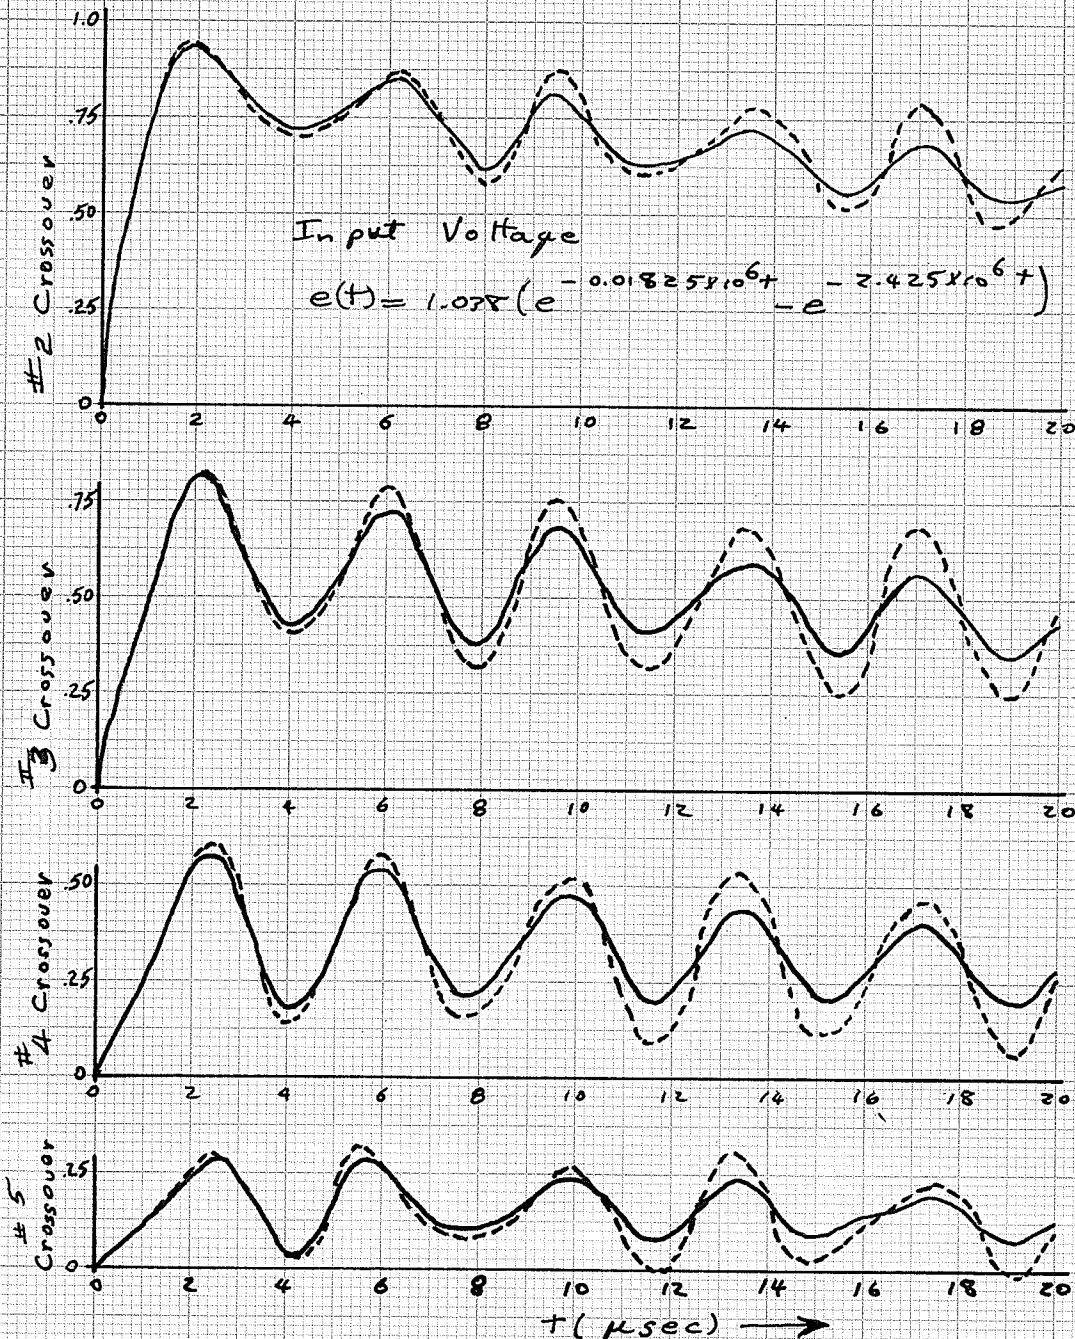 1.0
.75
.50
.25
0
#2 Crossover
Input Voltage
e(t) = 1.038 (e^{-0.01825×10^6 t} - e^{-2.425×10^6 t})
0 2 4 6 8 10 12 14 16 18 20
.75
.50
.25
0
#3 Crossover
0 2 4 6 8 10 12 14 16 18 20
.50
.25
0
#4 Crossover
0 2 4 6 8 10 12 14 16 18 20
.25
0
#5 Crossover
0 2 4 6 8 10 12 14 16 18 20
t (μsec) →